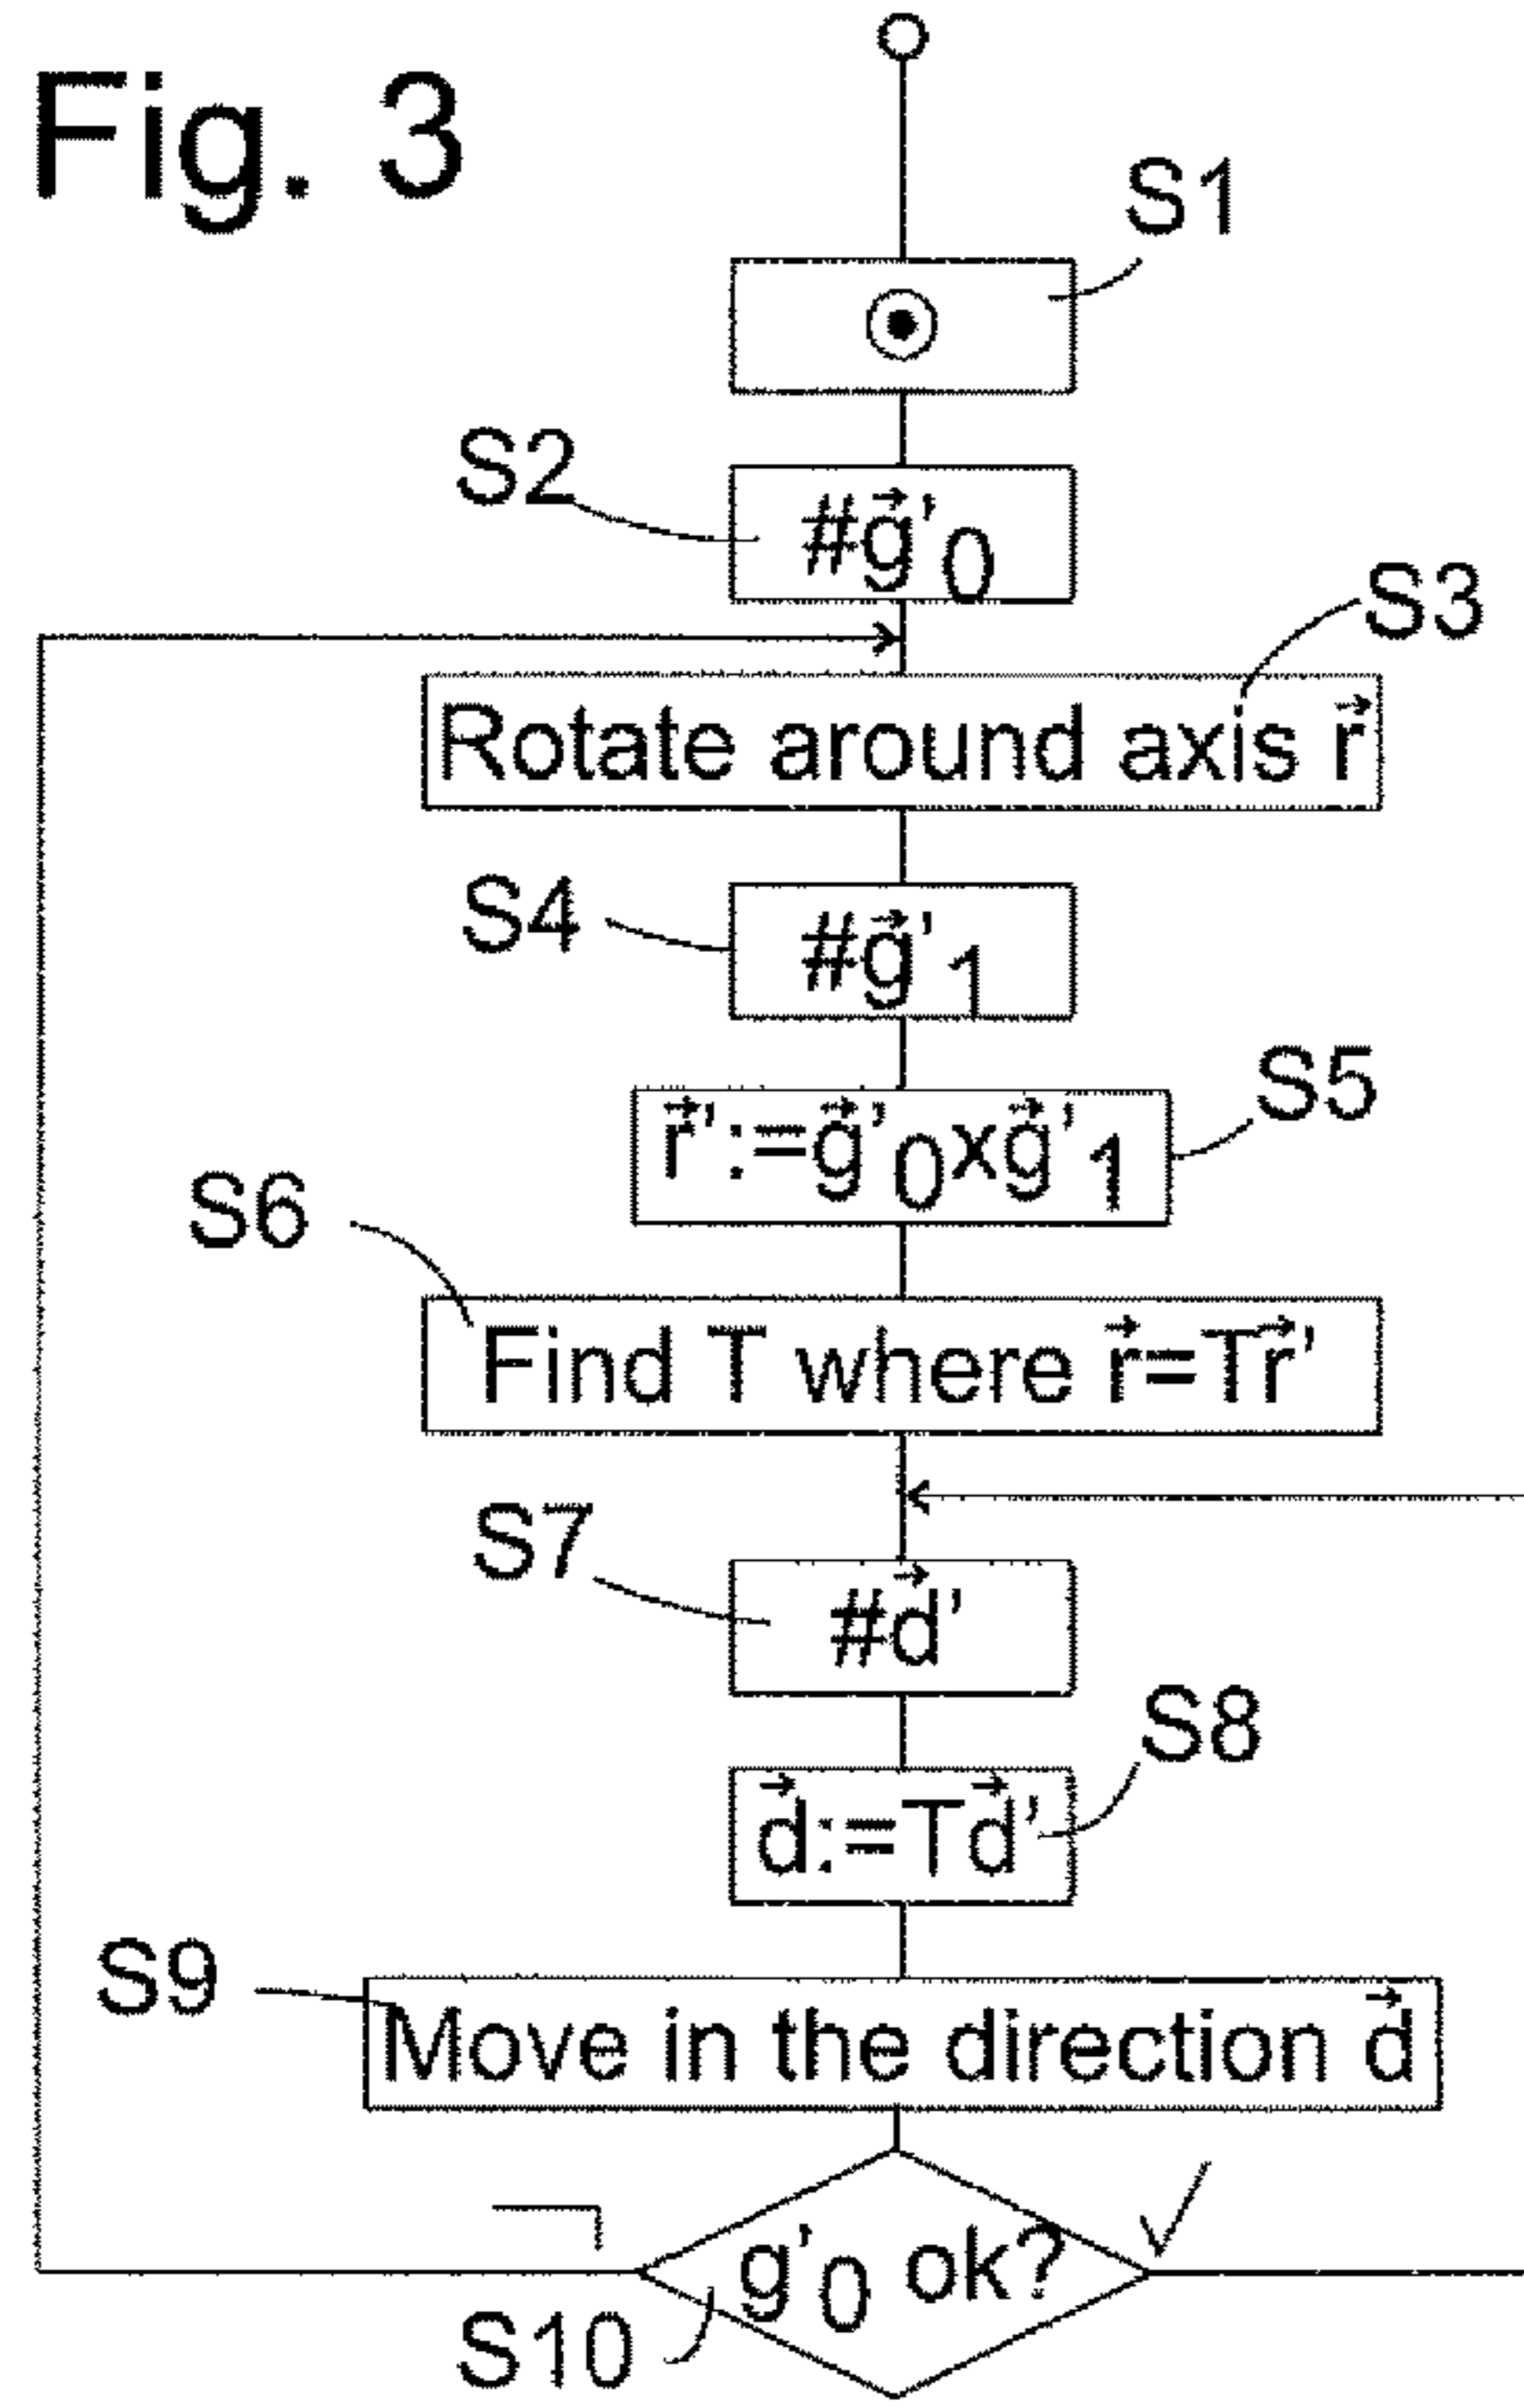 Fig. 3
S1
S2
#g⃗'₀
S3
Rotate around axis r⃗
S4
#g⃗'₁
S5
r⃗':=g⃗'₀xg⃗'₁
S6
Find T where r⃗=Tr⃗'
S7
#d⃗'
S8
d⃗:=Td⃗'
S9
Move in the direction d⃗
¬
✓
g'₀ ok?
S10